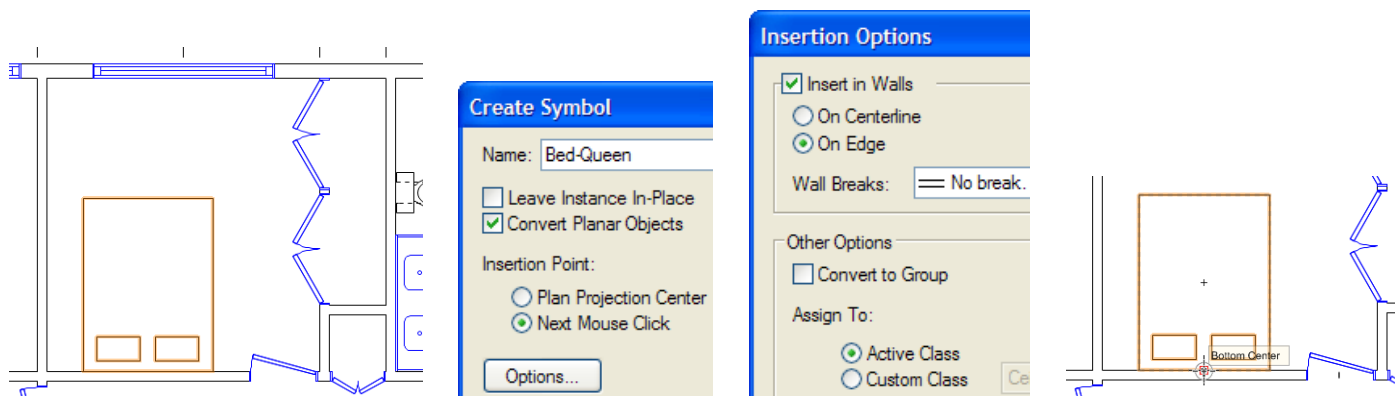 Create Symbol
Name: Bed-Queen
Leave Instance In-Place
Convert Planar Objects
Insertion Point:
Plan Projection Center
Next Mouse Click
Options...
Insertion Options
Insert in Walls
On Centerline
On Edge
Wall Breaks: No break.
Other Options
Convert to Group
Assign To:
Active Class
Custom Class Ce
Bottom Center